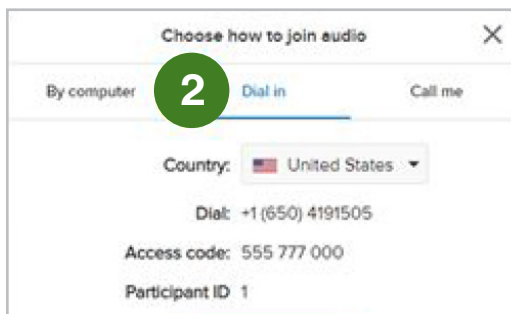 Choose how to join audio
By computer 2 Dial in Call me
Country: United States
Dial: +1 (650) 4191505
Access code: 555 777 000
Participant ID 1